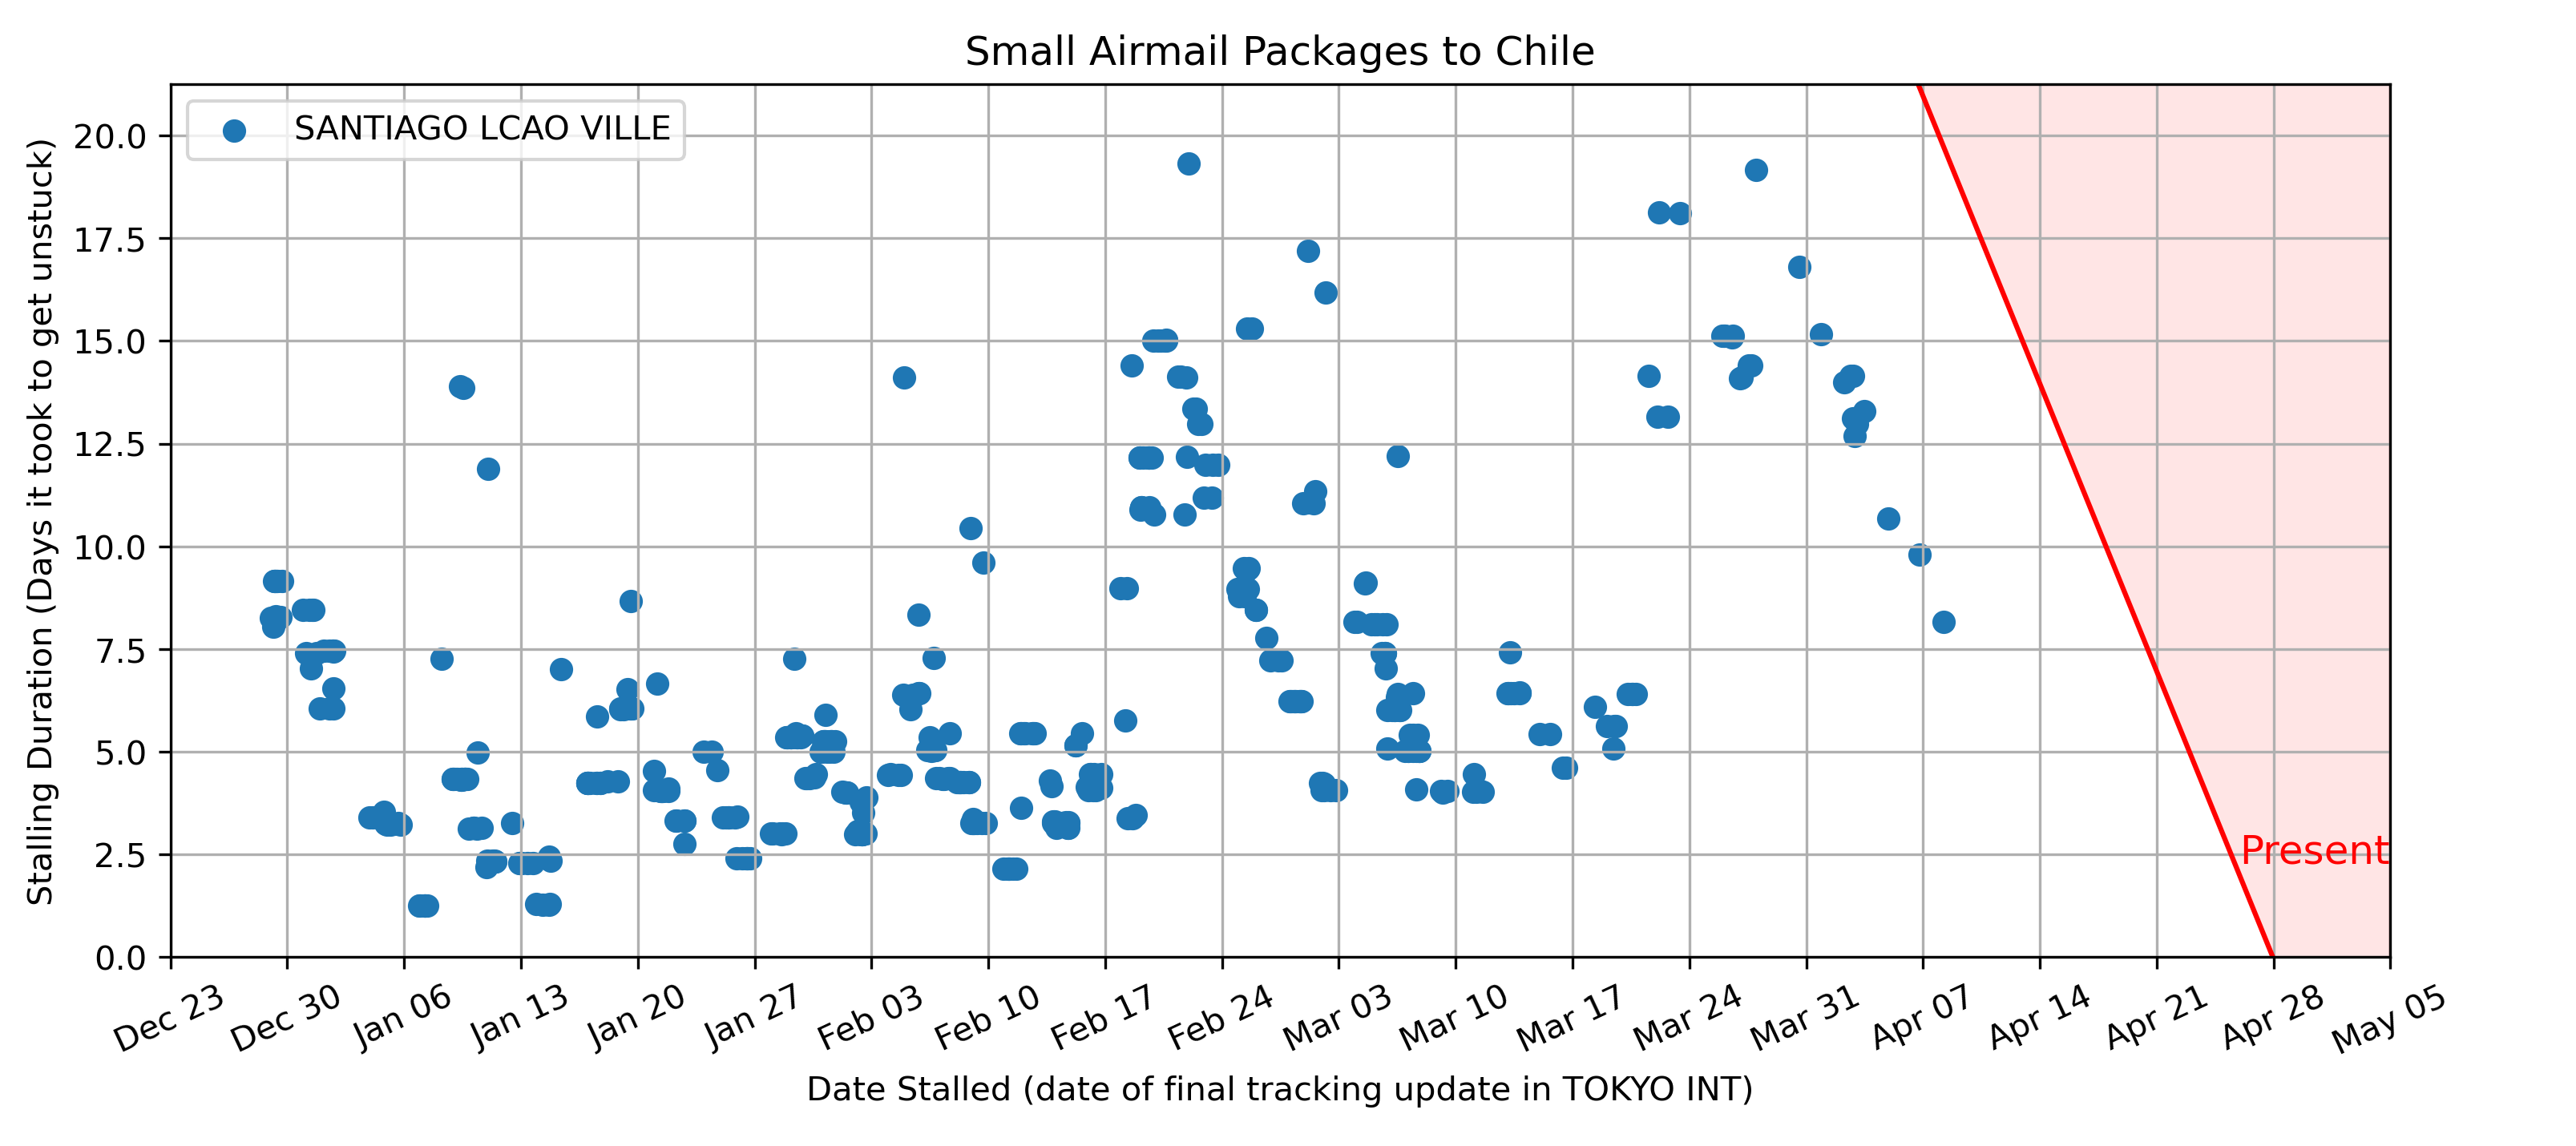 Small Airmail Packages to Chile
SANTIAGO LCAO VILLE
Stalling Duration (Days it took to get unstuck)
20.0
17.5
15.0
12.5
10.0
7.5
5.0
2.5
0.0
Present
Dec 23
Dec 30
Jan 06
Jan 13
Jan 20
Jan 27
Feb 03
Feb 10
Feb 17
Feb 24
Mar 03
Mar 10
Mar 17
Mar 24
Mar 31
Apr 07
Apr 14
Apr 21
Apr 28
May 05
Date Stalled (date of final tracking update in TOKYO INT)